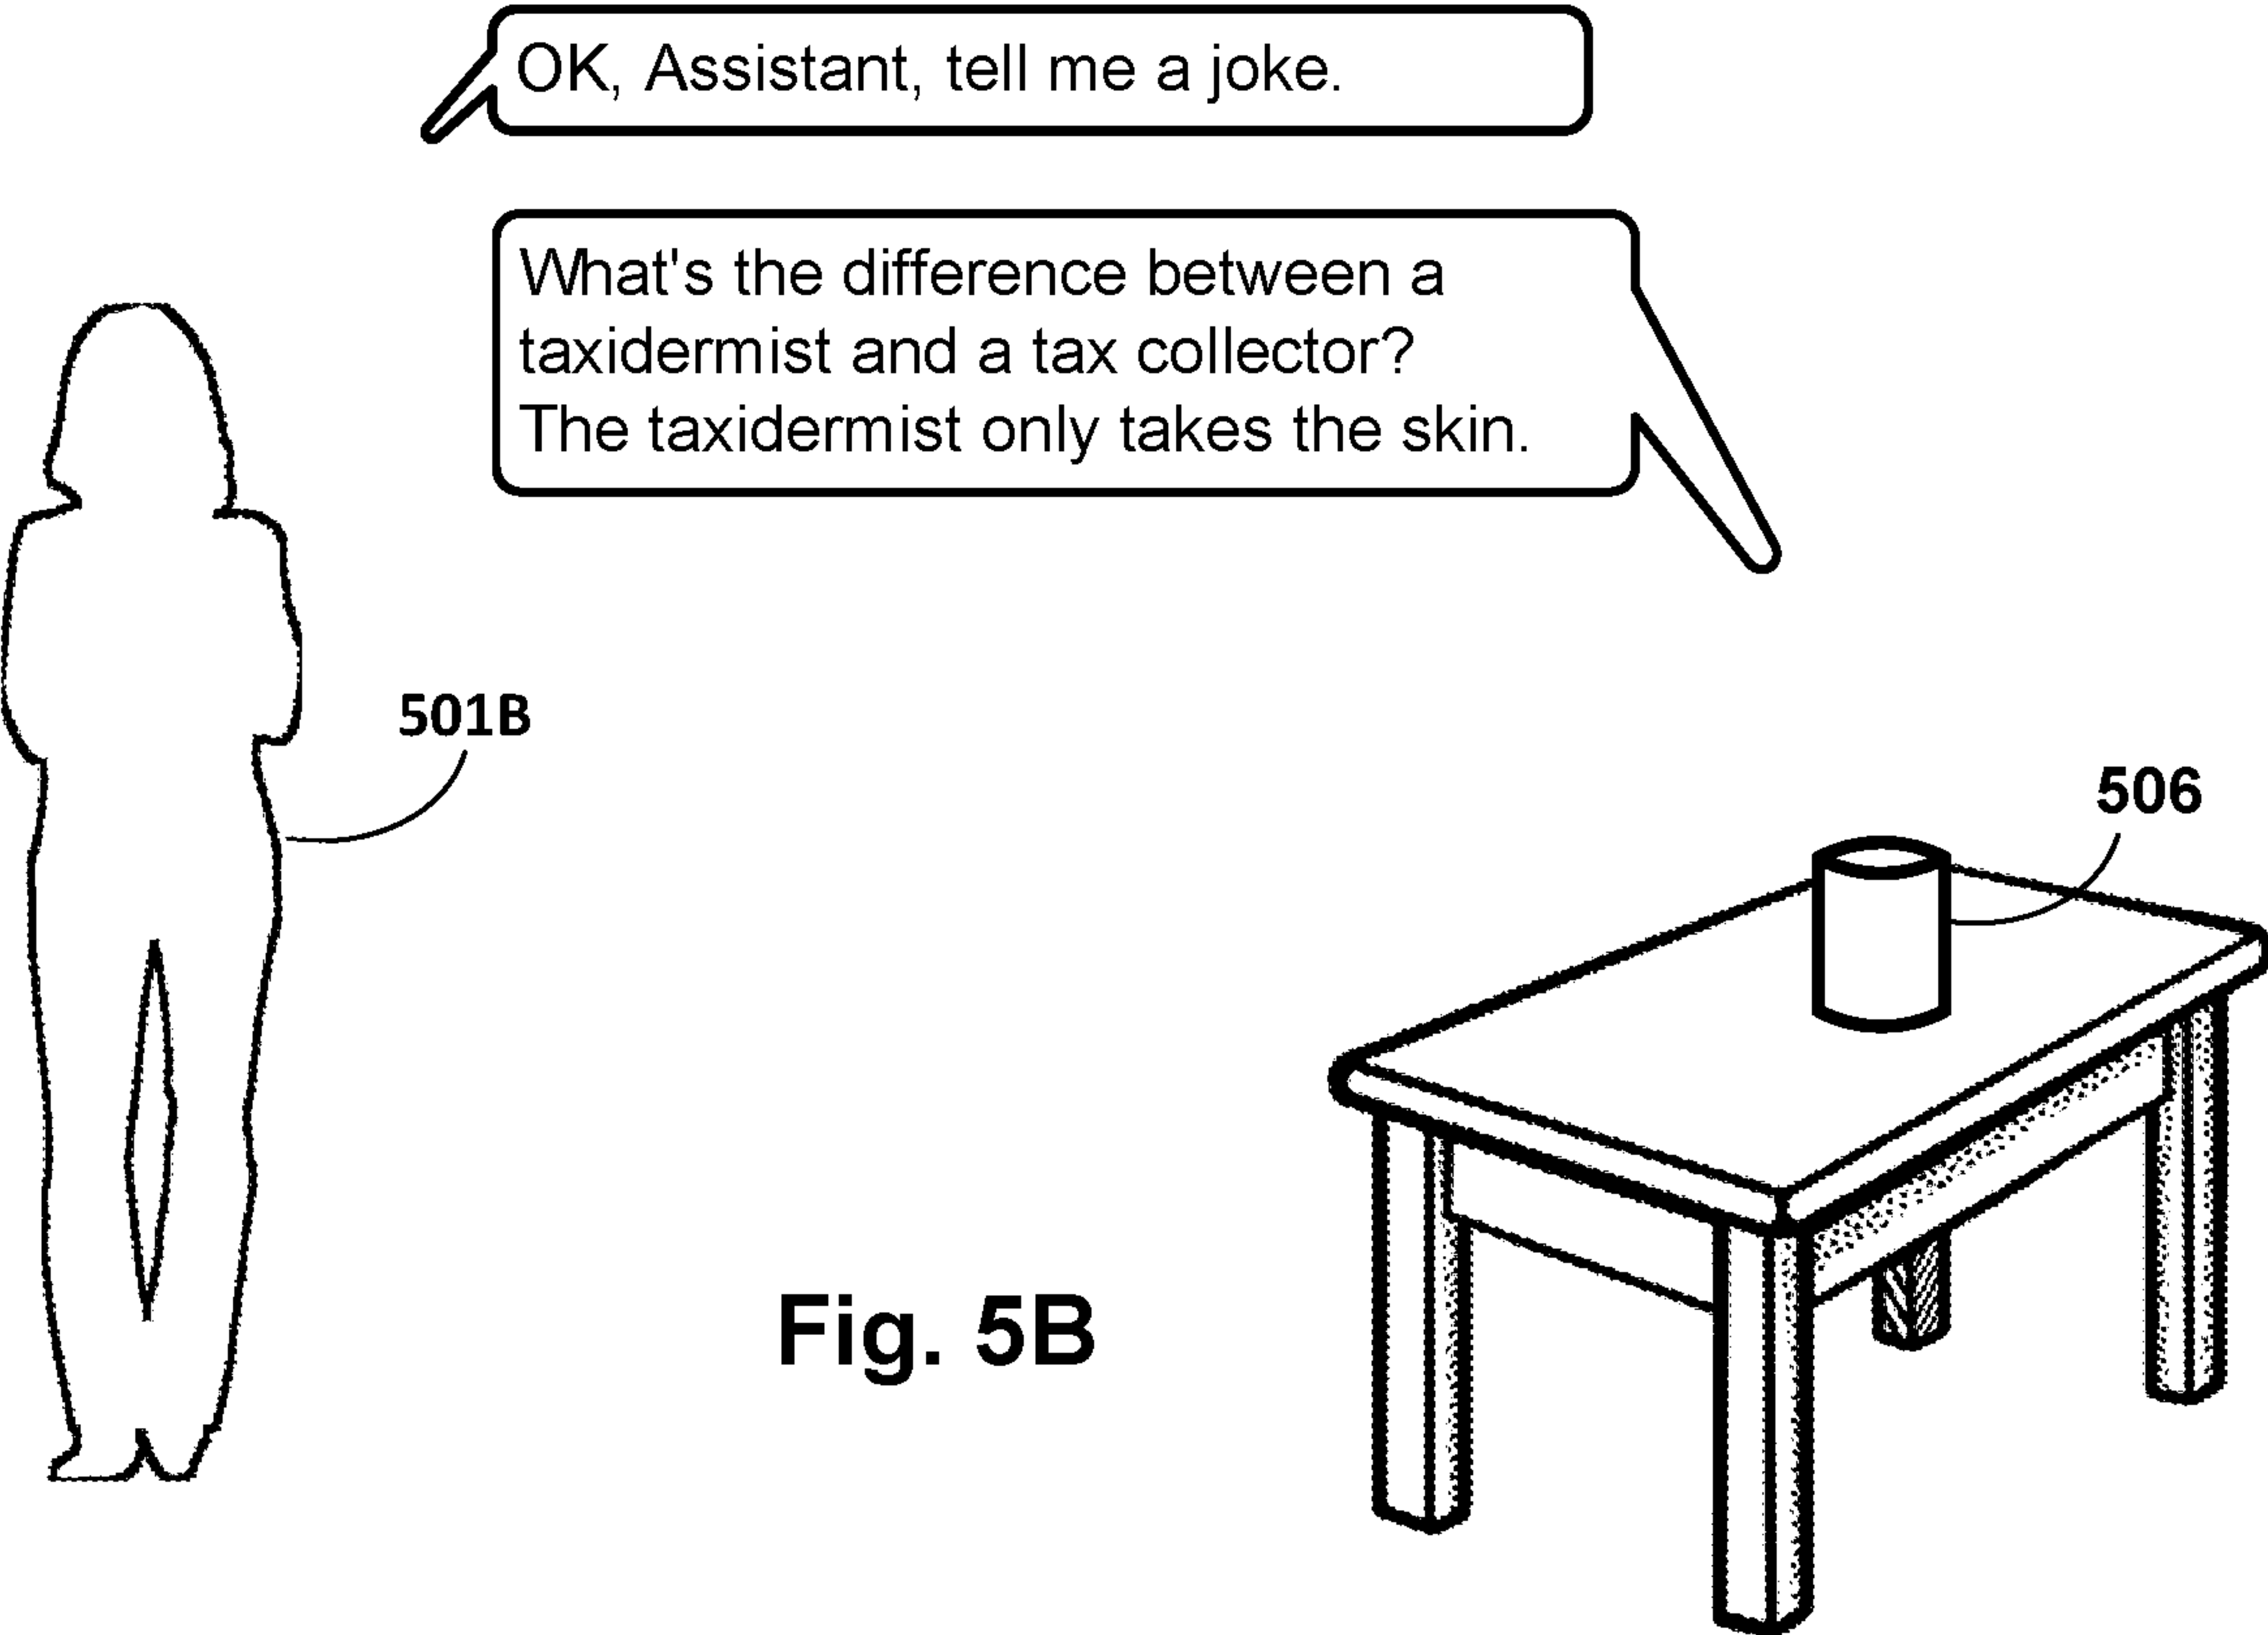 OK, Assistant, tell me a joke.
What's the difference between a
taxidermist and a tax collector?
The taxidermist only takes the skin.
501B
506
Fig. 5B